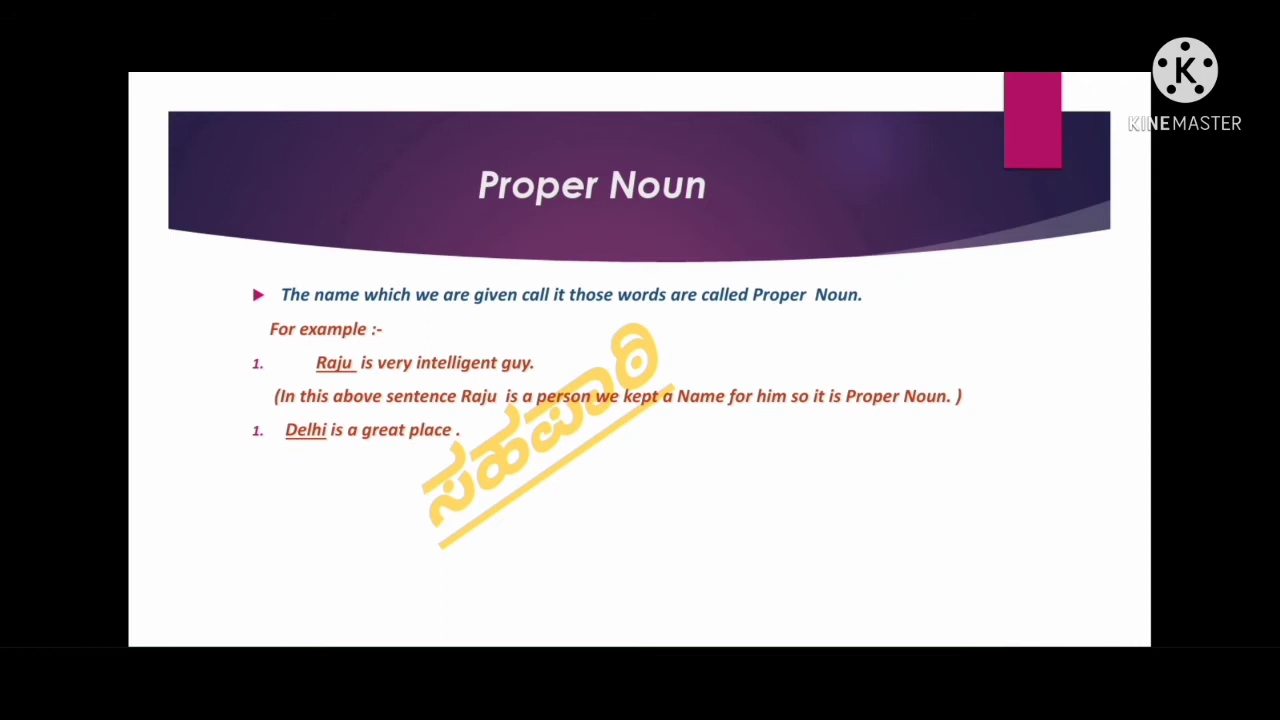 KINEMASTER
Proper Noun
The name which we are given call it those words are called Proper Noun.
For example :-
1. Raju is very intelligent guy.
(In this above sentence Raju is a person we kept a Name for him so it is Proper Noun. )
1. Delhi is a great place .
ಸಹಪಾಠಿ